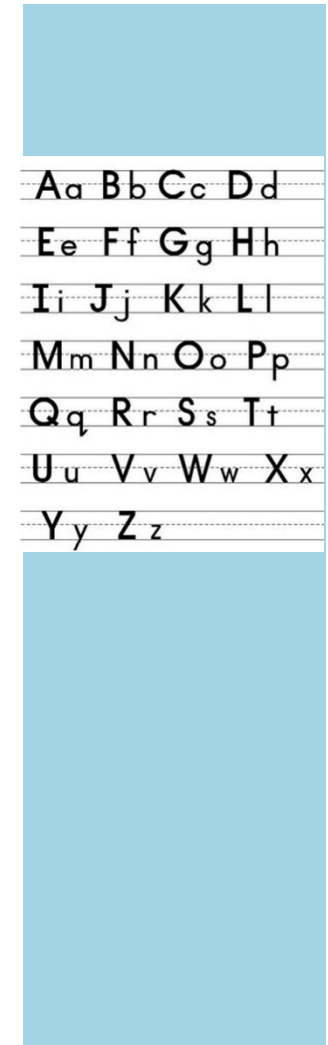 Aa Bb Cc Dd
Ee Ff Gg Hh
Ii Jj Kk Ll
Mm Nn Oo Pp
Qq Rr Ss Tt
Uu Vv Ww Xx
Yy Zz